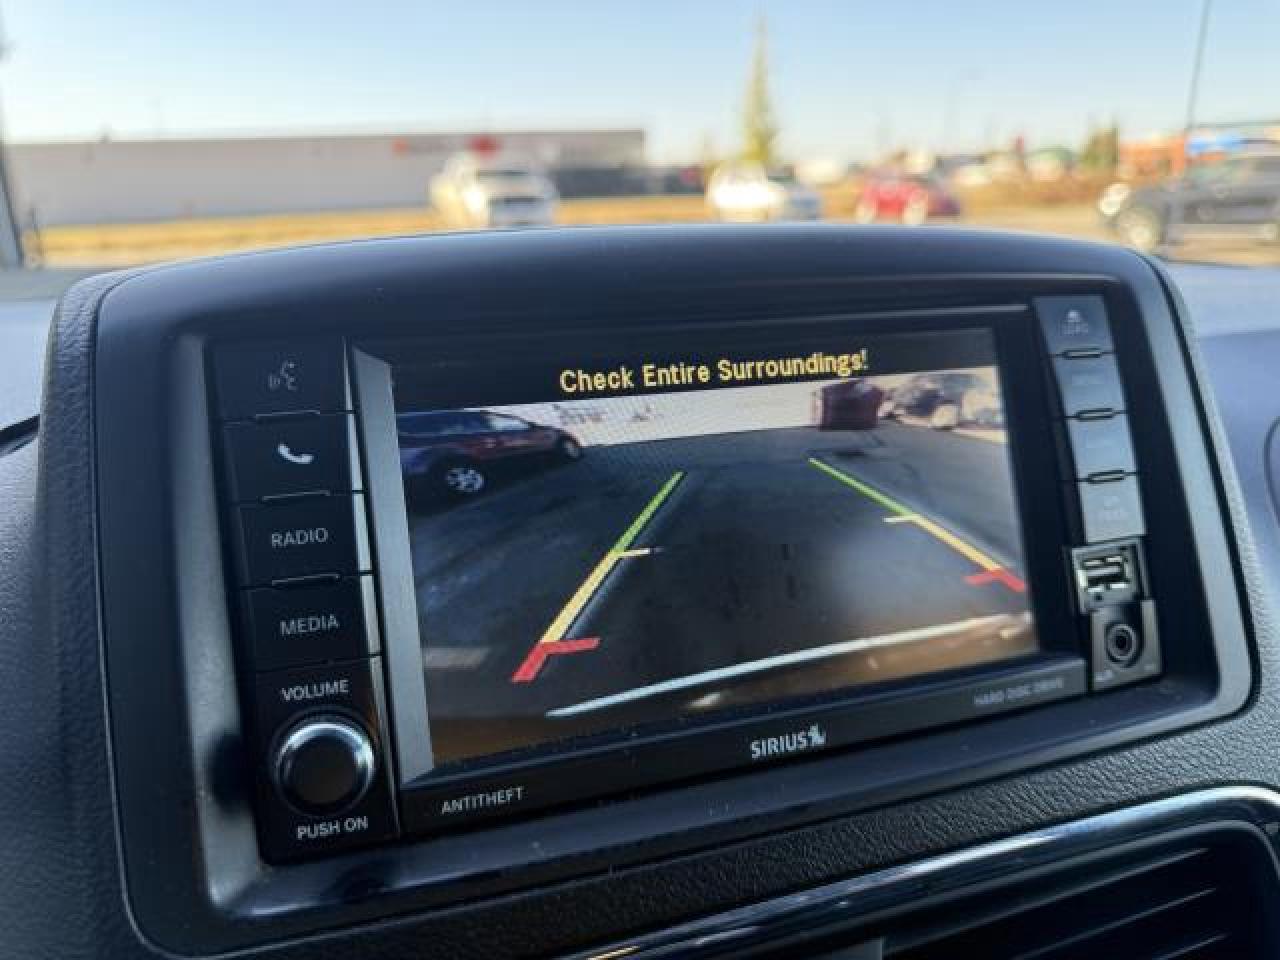 Check Entire Surroundings!
RADIO
MEDIA
VOLUME
PUSH ON
ANTITHEFT
SIRIUS
HARD DISC DRIVE